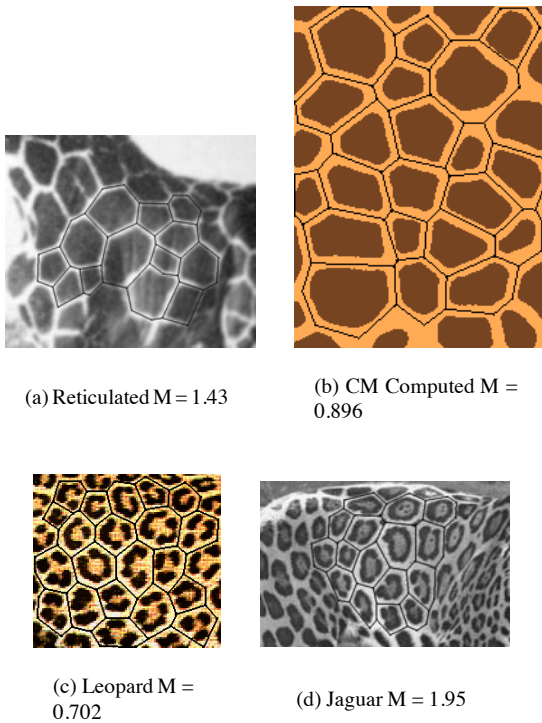 (a) Reticulated M = 1.43
(b) CM Computed M =
0.896
(c) Leopard M =
0.702
(d) Jaguar M = 1.95